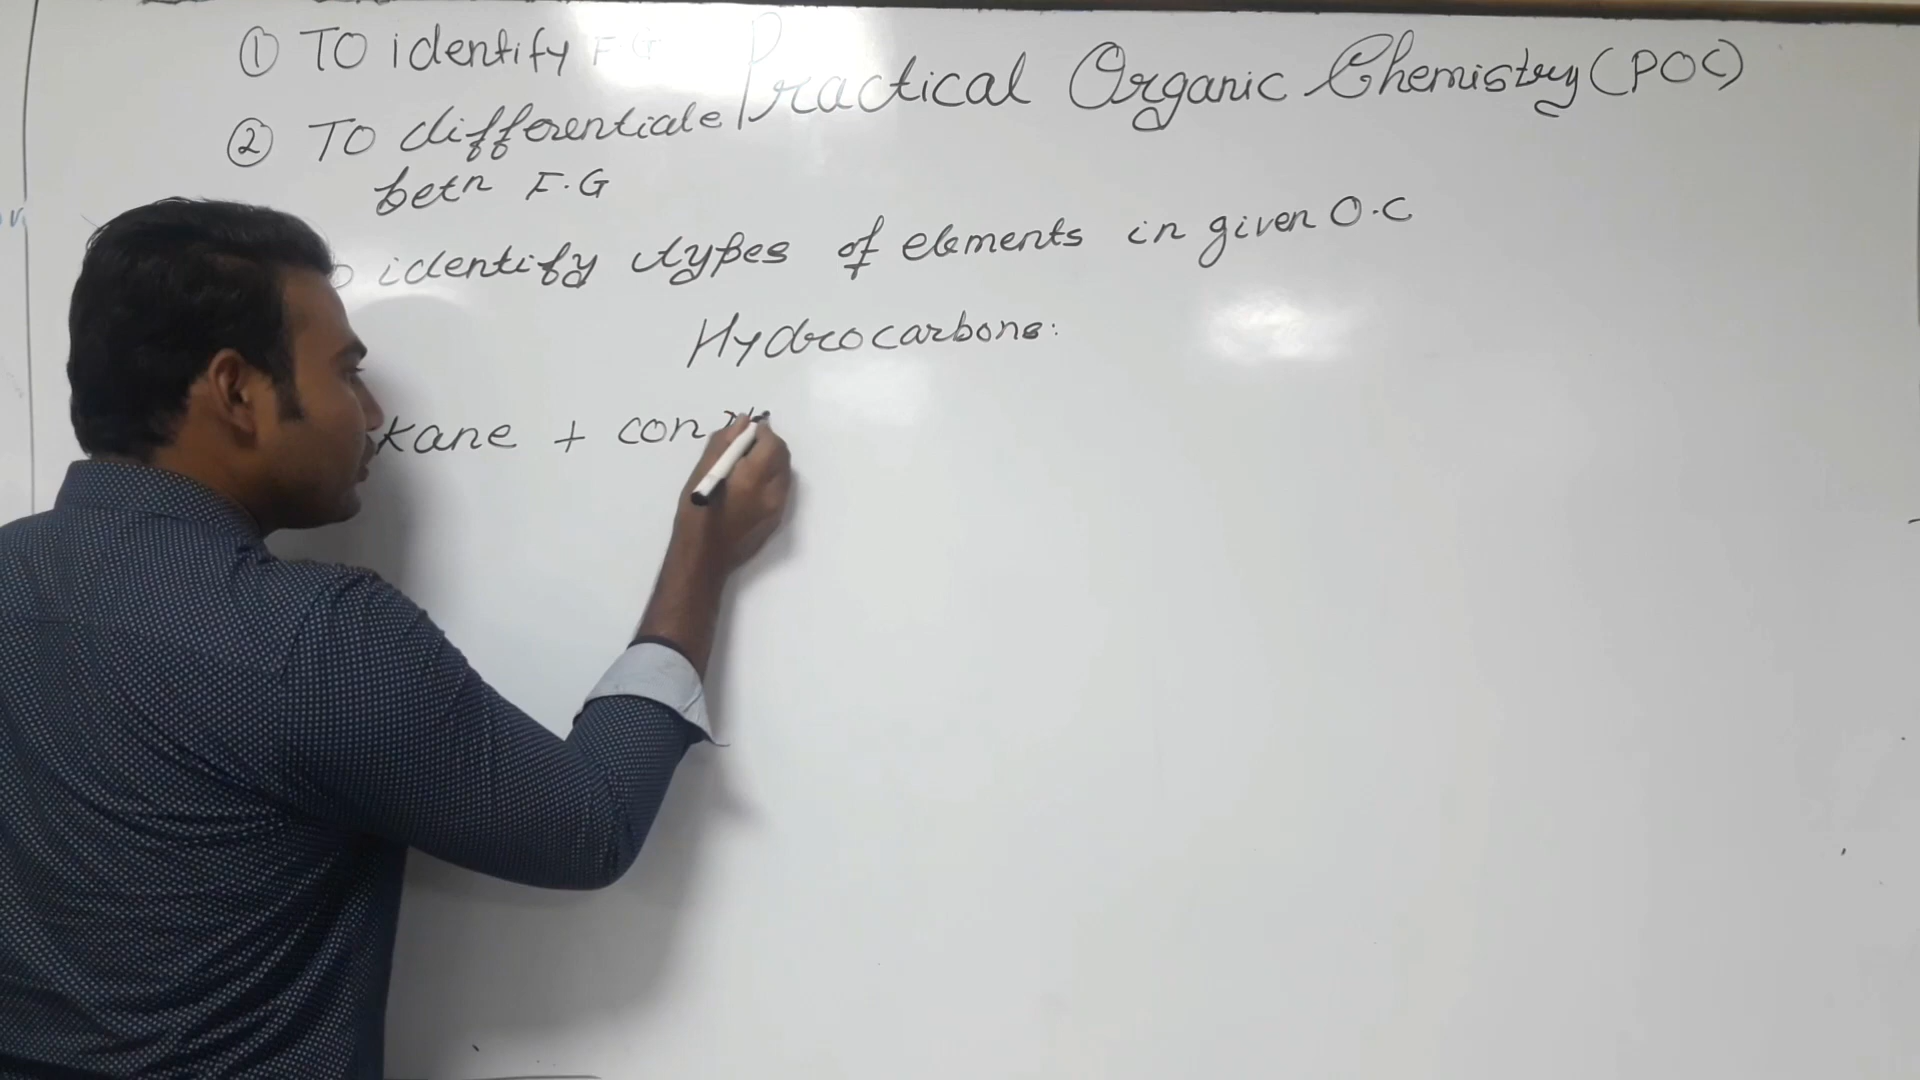 Practical Organic Chemistry (POC)
① TO identify F.G
② TO differentiate
betn F.G
identify types of elements in given O.C
Hydrocarbons:
kane + con